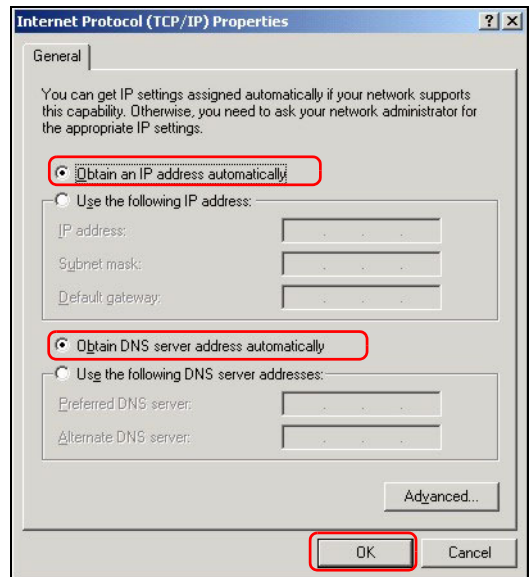 Internet Protocol (TCP/IP) Properties
General
You can get IP settings assigned automatically if your network supports
this capability. Otherwise, you need to ask your network administrator for
the appropriate IP settings.
Obtain an IP address automatically
Use the following IP address:
IP address:
Subnet mask:
Default gateway:
Obtain DNS server address automatically
Use the following DNS server addresses:
Preferred DNS server:
Alternate DNS server:
Advanced...
OK Cancel